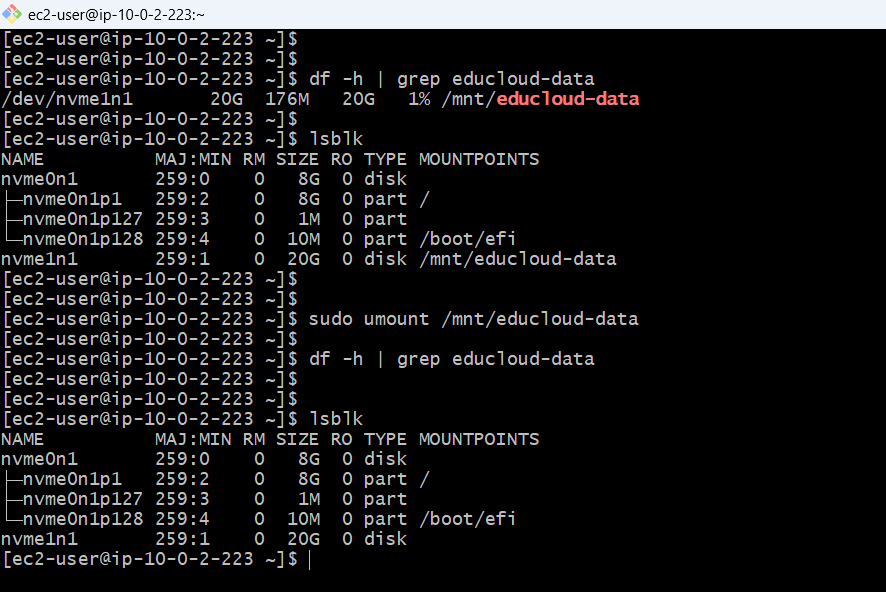 ec2-user@ip-10-0-2-223:~
[ec2-user@ip-10-0-2-223 ~]$
[ec2-user@ip-10-0-2-223 ~]$
[ec2-user@ip-10-0-2-223 ~]$ df -h | grep educloud-data
/dev/nvme1n1       20G  176M   20G   1% /mnt/educloud-data
[ec2-user@ip-10-0-2-223 ~]$
[ec2-user@ip-10-0-2-223 ~]$ lsblk
NAME          MAJ:MIN RM SIZE RO TYPE MOUNTPOINTS
nvme0n1       259:0    0   8G  0 disk
├─nvme0n1p1   259:2    0   8G  0 part /
├─nvme0n1p127 259:3    0   1M  0 part
└─nvme0n1p128 259:4    0  10M  0 part /boot/efi
nvme1n1       259:1    0  20G  0 disk /mnt/educloud-data
[ec2-user@ip-10-0-2-223 ~]$
[ec2-user@ip-10-0-2-223 ~]$
[ec2-user@ip-10-0-2-223 ~]$ sudo umount /mnt/educloud-data
[ec2-user@ip-10-0-2-223 ~]$
[ec2-user@ip-10-0-2-223 ~]$ df -h | grep educloud-data
[ec2-user@ip-10-0-2-223 ~]$
[ec2-user@ip-10-0-2-223 ~]$
[ec2-user@ip-10-0-2-223 ~]$ lsblk
NAME          MAJ:MIN RM SIZE RO TYPE MOUNTPOINTS
nvme0n1       259:0    0   8G  0 disk
├─nvme0n1p1   259:2    0   8G  0 part /
├─nvme0n1p127 259:3    0   1M  0 part
└─nvme0n1p128 259:4    0  10M  0 part /boot/efi
nvme1n1       259:1    0  20G  0 disk
[ec2-user@ip-10-0-2-223 ~]$